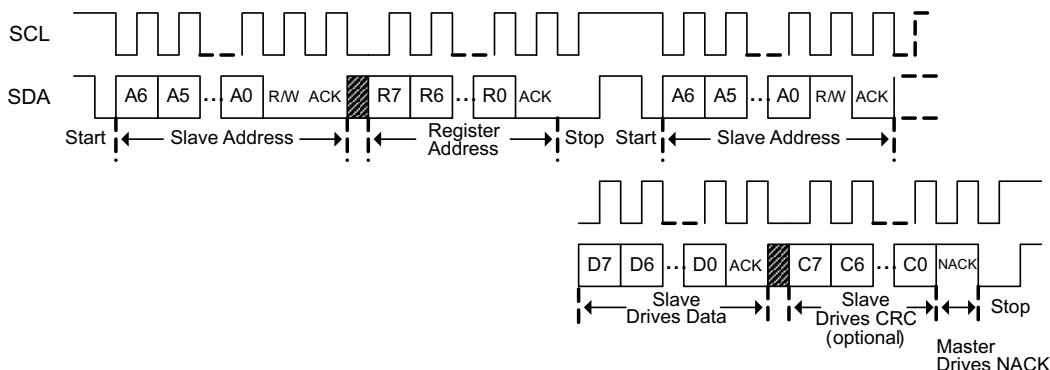 SCL
SDA
A6 A5 ... A0 R/W ACK R7 R6 ... R0 ACK A6 A5 ... A0 R/W ACK
Start Slave Address Register Address Stop Start Slave Address
D7 D6 ... D0 ACK C7 C6 ... C0 NACK
Slave Drives Data Slave Drives CRC (optional) Stop
Master
Drives NACK